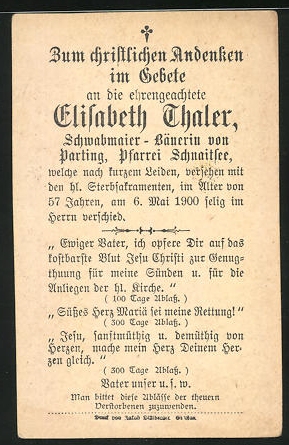 Zum christlichen Andenken
im Gebete
an die ehrengeachtete
Elisabeth Thaler,
Schwabmaier-Bäuerin von
Parting, Pfarrei Schnaitsee,
welche nach kurzem Leiden, versehen mit
den hl. Sterbsakramenten, im Alter von
57 Jahren, am 6. Mai 1900 selig im
Herrn verschied.
„Ewiger Vater, ich opfere Dir auf das
kostbarste Blut Jesu Christi zur Genug-
thuung für meine Sünden u. für die
Anliegen der hl. Kirche.“
(100 Tage Ablaß.)
„Süßes Herz Mariä sei meine Rettung!“
(300 Tage Ablaß.)
„Jesu, sanftmüthig u. demüthig von
Herzen, mache mein Herz Deinem Her-
zen gleich.“
(300 Tage Ablaß.)
Vater unser u. s. w.
Man bittet diese Ablässe der theuern
Verstorbenen zuzuwenden.
Druck von Jakob